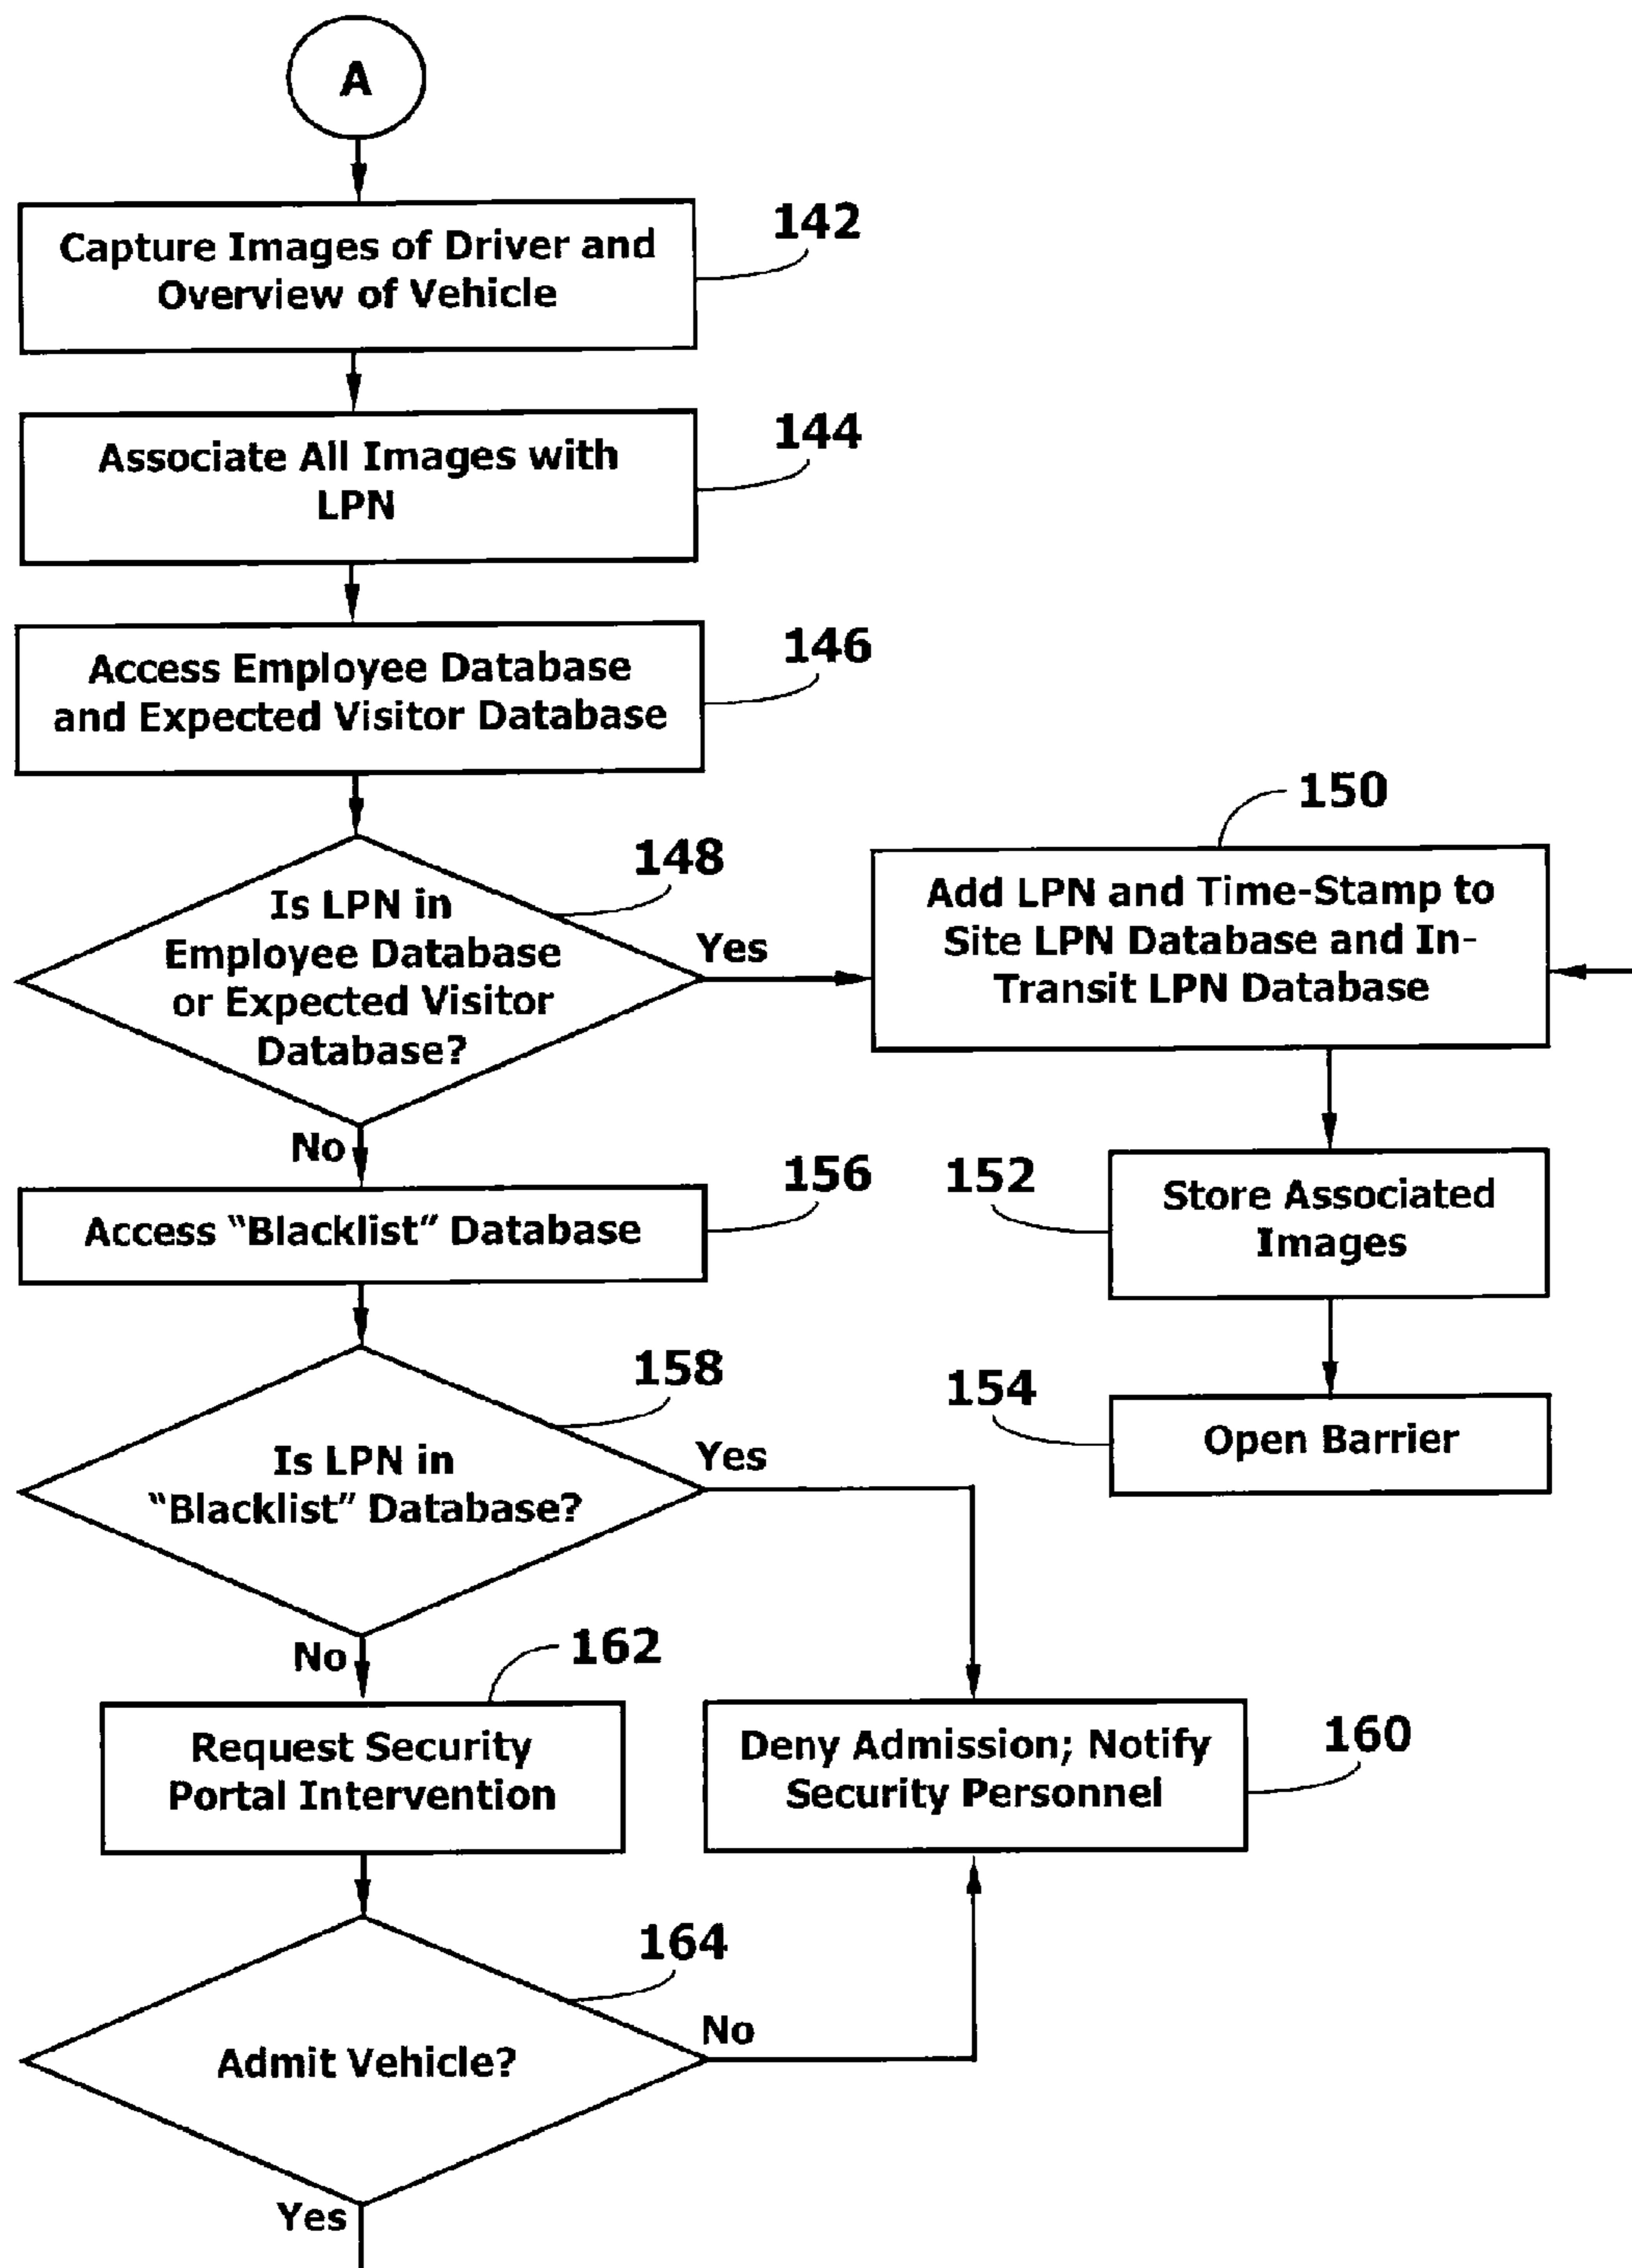 A
142
Capture Images of Driver and
Overview of Vehicle
144
Associate All Images with
LPN
146
Access Employee Database
and Expected Visitor Database
148
Is LPN in
Employee Database
or Expected Visitor
Database?
Yes
No
150
Add LPN and Time-Stamp to
Site LPN Database and In-
Transit LPN Database
152
Store Associated
Images
154
Open Barrier
156
Access “Blacklist” Database
158
Is LPN in
“Blacklist” Database?
Yes
No
162
Request Security
Portal Intervention
160
Deny Admission; Notify
Security Personnel
164
Admit Vehicle?
No
Yes